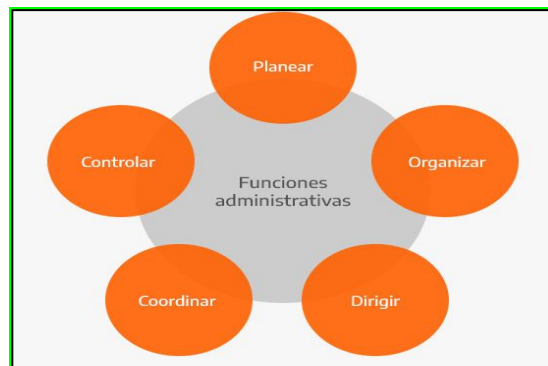 Planear
Controlar
Organizar
Funciones
administrativas
Coordinar
Dirigir